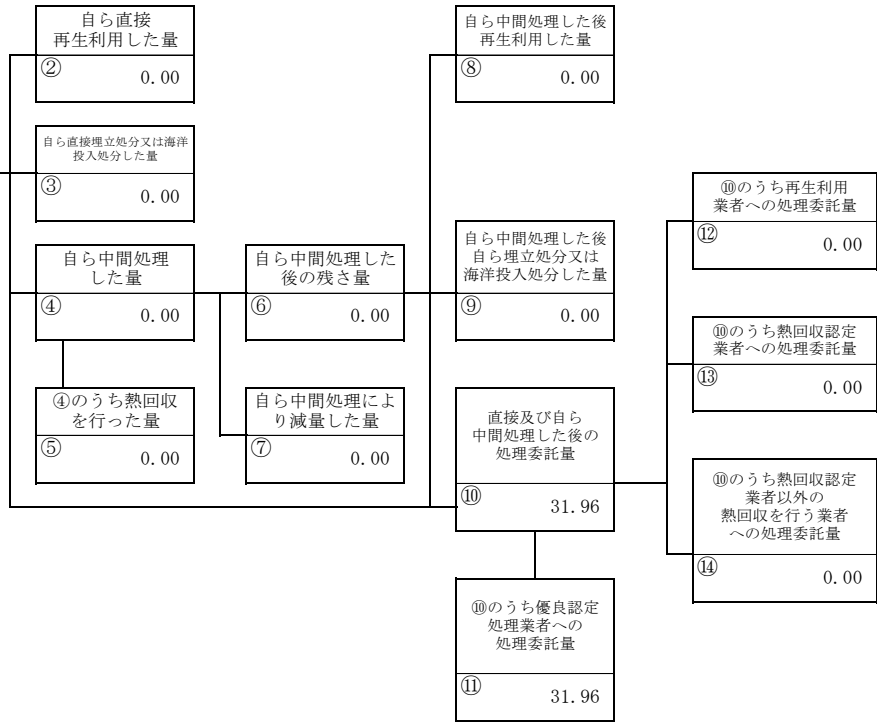 自ら直接
再生利用した量
② 0.00
自ら直接埋立処分又は海洋
投入処分した量
③ 0.00
自ら中間処理
した量
④ 0.00
④のうち熱回収
を行った量
⑤ 0.00
自ら中間処理した
後の残さ量
⑥ 0.00
自ら中間処理によ
り減量した量
⑦ 0.00
自ら中間処理した後
再生利用した量
⑧ 0.00
自ら中間処理した後
自ら埋立処分又は
海洋投入処分した量
⑨ 0.00
直接及び自ら
中間処理した後の
処理委託量
⑩ 31.96
⑩のうち優良認定
処理業者への
処理委託量
⑪ 31.96
⑩のうち再生利用
業者への処理委託量
⑫ 0.00
⑩のうち熱回収認定
業者への処理委託量
⑬ 0.00
⑩のうち熱回収認定
業者以外の
熱回収を行う業者
への処理委託量
⑭ 0.00